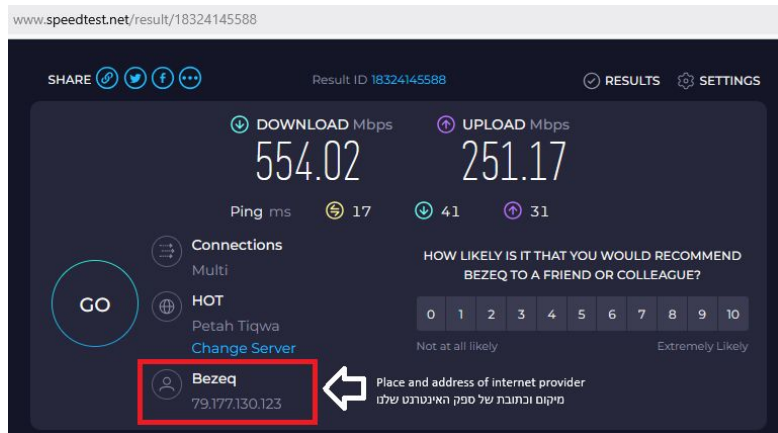 www.speedtest.net/result/18324145588
SHARE
Result ID 18324145588
RESULTS
SETTINGS
DOWNLOAD Mbps
554.02
UPLOAD Mbps
251.17
Ping ms 17 41 31
Connections
Multi
HOW LIKELY IS IT THAT YOU WOULD RECOMMEND
BEZEQ TO A FRIEND OR COLLEAGUE?
GO
HOT
Petah Tiqwa
Change Server
0 1 2 3 4 5 6 7 8 9 10
Not at all likely
Extremely Likely
Bezeq
79.177.130.123
Place and address of internet provider
מיקום וכתובת של ספק האינטרנט שלנו